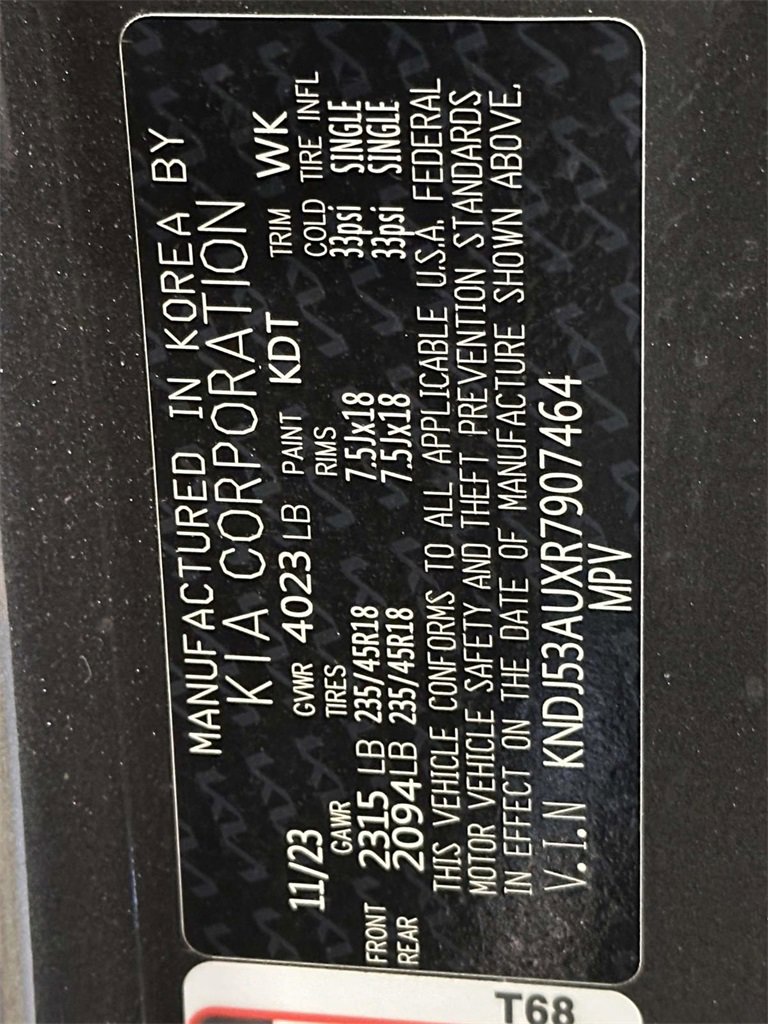 MANUFACTURED IN KOREA BY
KIA CORPORATION
11/23 GVWR 4023 LB PAINT KDT TRIM WK
GAWR TIRES RIMS COLD TIRE INFL
FRONT 2315 LB 235/45R18 7.5Jx18 33psi SINGLE
REAR 2094LB 235/45R18 7.5Jx18 33psi SINGLE
THIS VEHICLE CONFORMS TO ALL APPLICABLE U.S.A. FEDERAL
MOTOR VEHICLE SAFETY AND THEFT PREVENTION STANDARDS
IN EFFECT ON THE DATE OF MANUFACTURE SHOWN ABOVE.
V.I.N KNDJ53AUXR7907464
MPV
T68